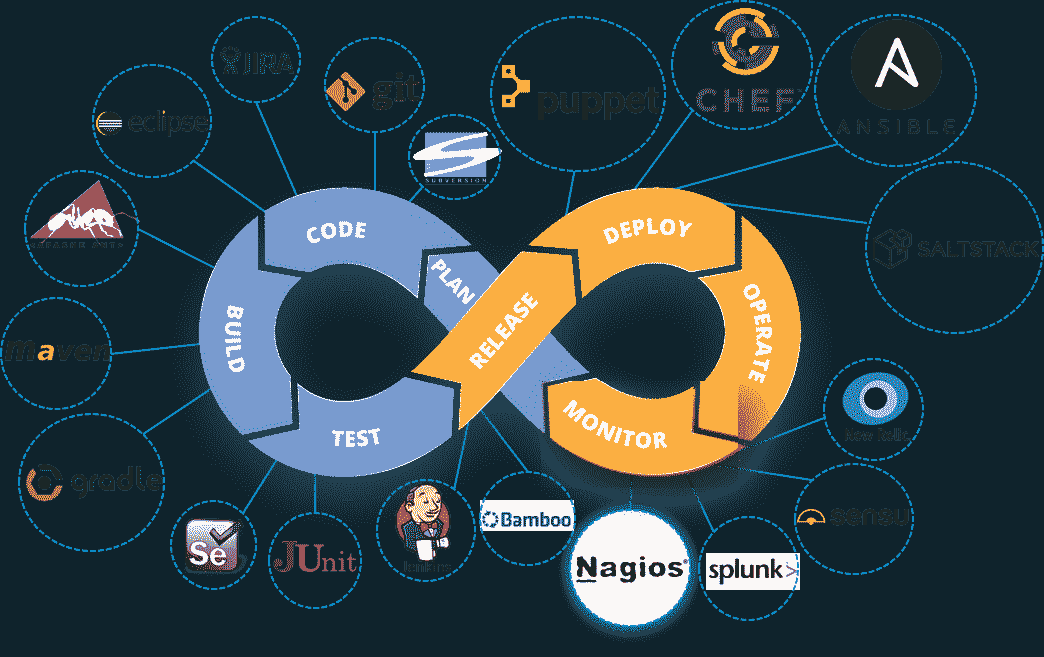 JIRA
git
eclipse
SUBVERSION
puppet
CHEF
ANSIBLE
SALTSTACK
APACHE ANT
maven
gradle
CODE
PLAN
BUILD
TEST
RELEASE
DEPLOY
OPERATE
MONITOR
New Relic
sensu
Se
JUnit
Jenkins
Bamboo
Nagios®
splunk>